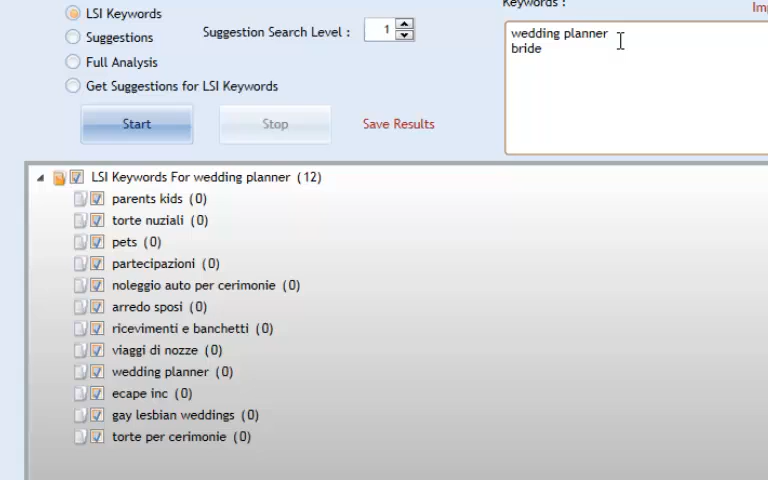 LSI Keywords
Suggestions
Full Analysis
Get Suggestions for LSI Keywords
Suggestion Search Level :
1
Keywords :
wedding planner
bride
Start
Stop
Save Results
LSI Keywords For wedding planner (12)
parents kids (0)
torte nuziali (0)
pets (0)
partecipazioni (0)
noleggio auto per cerimonie (0)
arredo sposi (0)
ricevimenti e banchetti (0)
viaggi di nozze (0)
wedding planner (0)
ecape inc (0)
gay lesbian weddings (0)
torte per cerimonie (0)